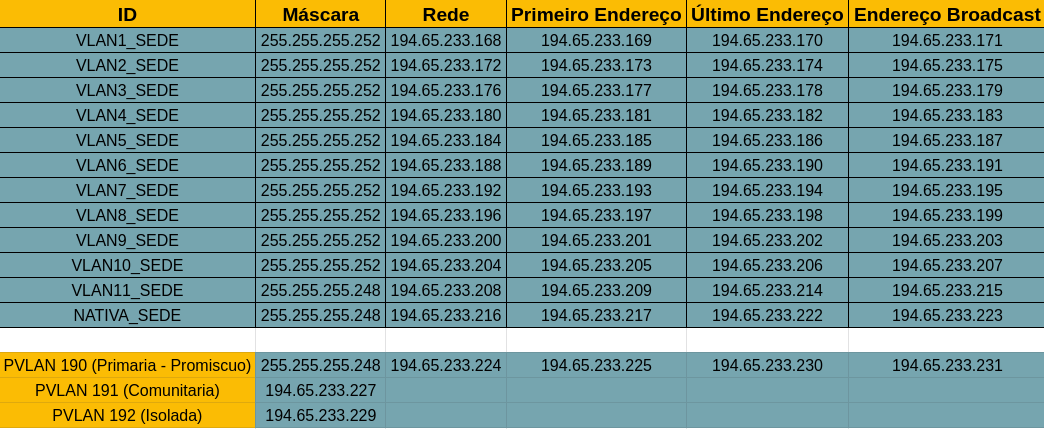 ID Máscara Rede Primeiro Endereço Último Endereço Endereço Broadcast
VLAN1_SEDE 255.255.255.252 194.65.233.168 194.65.233.169 194.65.233.170 194.65.233.171
VLAN2_SEDE 255.255.255.252 194.65.233.172 194.65.233.173 194.65.233.174 194.65.233.175
VLAN3_SEDE 255.255.255.252 194.65.233.176 194.65.233.177 194.65.233.178 194.65.233.179
VLAN4_SEDE 255.255.255.252 194.65.233.180 194.65.233.181 194.65.233.182 194.65.233.183
VLAN5_SEDE 255.255.255.252 194.65.233.184 194.65.233.185 194.65.233.186 194.65.233.187
VLAN6_SEDE 255.255.255.252 194.65.233.188 194.65.233.189 194.65.233.190 194.65.233.191
VLAN7_SEDE 255.255.255.252 194.65.233.192 194.65.233.193 194.65.233.194 194.65.233.195
VLAN8_SEDE 255.255.255.252 194.65.233.196 194.65.233.197 194.65.233.198 194.65.233.199
VLAN9_SEDE 255.255.255.252 194.65.233.200 194.65.233.201 194.65.233.202 194.65.233.203
VLAN10_SEDE 255.255.255.252 194.65.233.204 194.65.233.205 194.65.233.206 194.65.233.207
VLAN11_SEDE 255.255.255.248 194.65.233.208 194.65.233.209 194.65.233.214 194.65.233.215
NATIVA_SEDE 255.255.255.248 194.65.233.216 194.65.233.217 194.65.233.222 194.65.233.223
PVLAN 190 (Primaria - Promiscuo) 255.255.255.248 194.65.233.224 194.65.233.225 194.65.233.230 194.65.233.231
PVLAN 191 (Comunitaria) 194.65.233.227
PVLAN 192 (Isolada) 194.65.233.229